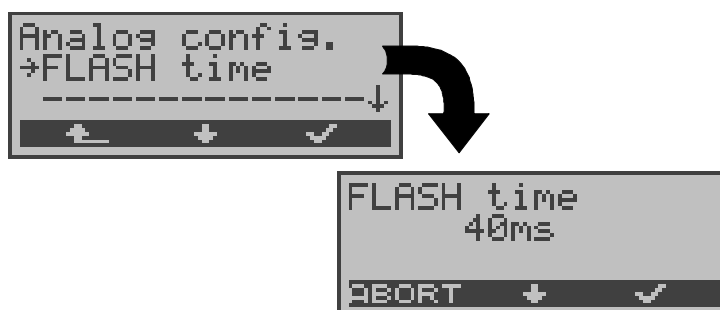 Analog config.
→FLASH time
---------------↓
FLASH time
40ms
ABORT